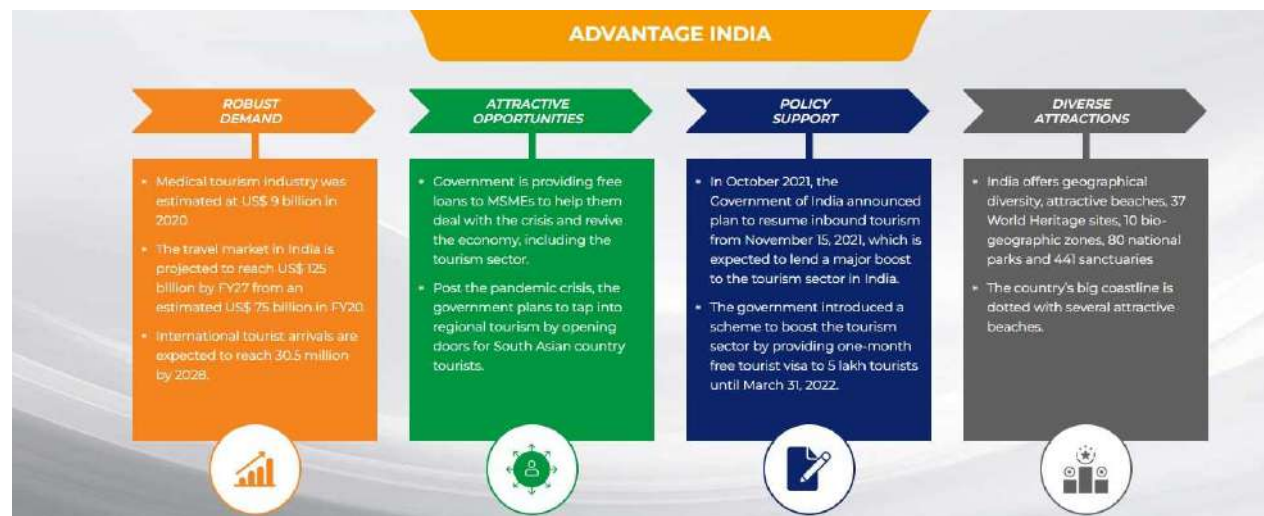 ADVANTAGE INDIA
ROBUST
DEMAND
• Medical tourism industry was
estimated at US$ 9 billion in
2020
• The travel market in India is
projected to reach US$ 125
billion by FY27 from an
estimated US$ 75 billion in FY20.
• International tourist arrivals are
expected to reach 30.5 million
by 2028.
ATTRACTIVE
OPPORTUNITIES
• Government is providing free
loans to MSMEs to help them
deal with the crisis and revive
the economy, including the
tourism sector.
• Post the pandemic crisis, the
government plans to tap into
regional tourism by opening
doors for South Asian country
tourists.
POLICY
SUPPORT
• In October 2021, the
Government of India announced
plan to resume inbound tourism
from November 15, 2021, which is
expected to lend a major boost
to the tourism sector in India.
• The government introduced a
scheme to boost the tourism
sector by providing one-month
free tourist visa to 5 lakh tourists
until March 31, 2022.
DIVERSE
ATTRACTIONS
• India offers geographical
diversity, attractive beaches, 37
World Heritage sites, 10 bio-
geographic zones, 80 national
parks and 441 sanctuaries
• The country's big coastline is
dotted with several attractive
beaches.